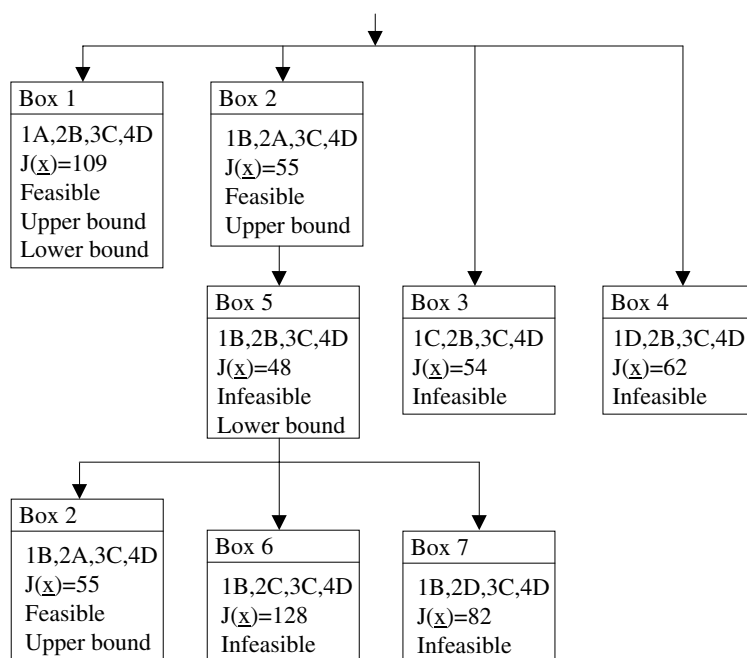 Box 1
1A,2B,3C,4D
J(x)=109
Feasible
Upper bound
Lower bound
Box 2
1B,2A,3C,4D
J(x)=55
Feasible
Upper bound
Box 5
1B,2B,3C,4D
J(x)=48
Infeasible
Lower bound
Box 3
1C,2B,3C,4D
J(x)=54
Infeasible
Box 4
1D,2B,3C,4D
J(x)=62
Infeasible
Box 2
1B,2A,3C,4D
J(x)=55
Feasible
Upper bound
Box 6
1B,2C,3C,4D
J(x)=128
Infeasible
Box 7
1B,2D,3C,4D
J(x)=82
Infeasible